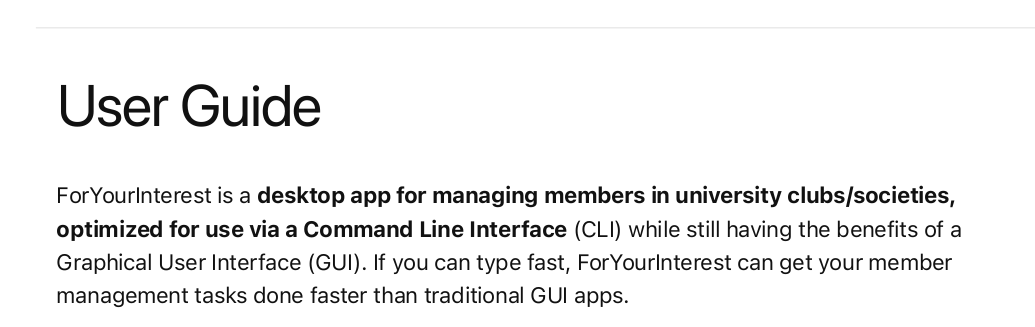 User Guide
ForYourInterest is a desktop app for managing members in university clubs/societies,
optimized for use via a Command Line Interface (CLI) while still having the benefits of a
Graphical User Interface (GUI). If you can type fast, ForYourInterest can get your member
management tasks done faster than traditional GUI apps.